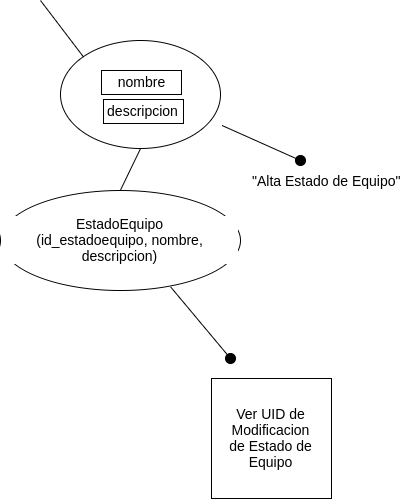 nombre
descripcion
"Alta Estado de Equipo"
EstadoEquipo
(id_estadoequipo, nombre,
descripcion)
Ver UID de
Modificacion
de Estado de
Equipo